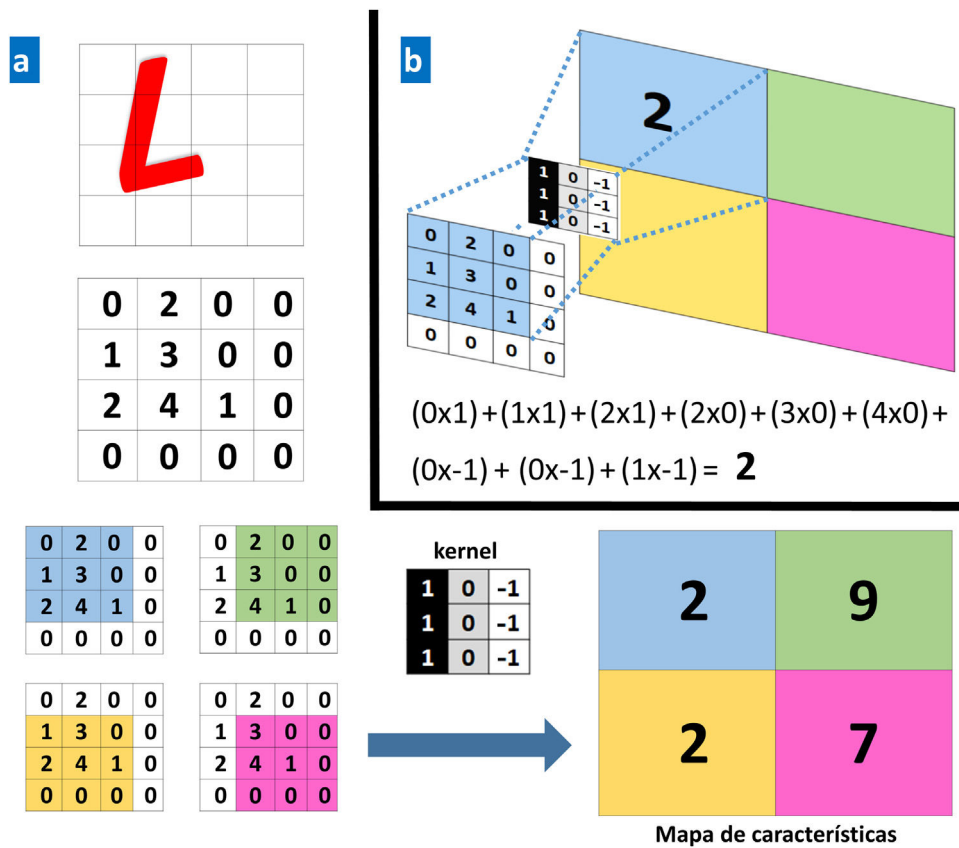 a
0 2 0 0
1 3 0 0
2 4 1 0
0 0 0 0
b
2
1 0 -1
1 0 -1
1 0 -1
0 2 0 0
1 3 0 0
2 4 1 0
0 0 0 0
(0x1)+(1x1)+(2x1)+(2x0)+(3x0)+(4x0)+
(0x-1)+(0x-1)+(1x-1)= 2
0 2 0 0
1 3 0 0
2 4 1 0
0 0 0 0
0 2 0 0
1 3 0 0
2 4 1 0
0 0 0 0
0 2 0 0
1 3 0 0
2 4 1 0
0 0 0 0
0 2 0 0
1 3 0 0
2 4 1 0
0 0 0 0
kernel
1 0 -1
1 0 -1
1 0 -1
2 9
2 7
Mapa de características